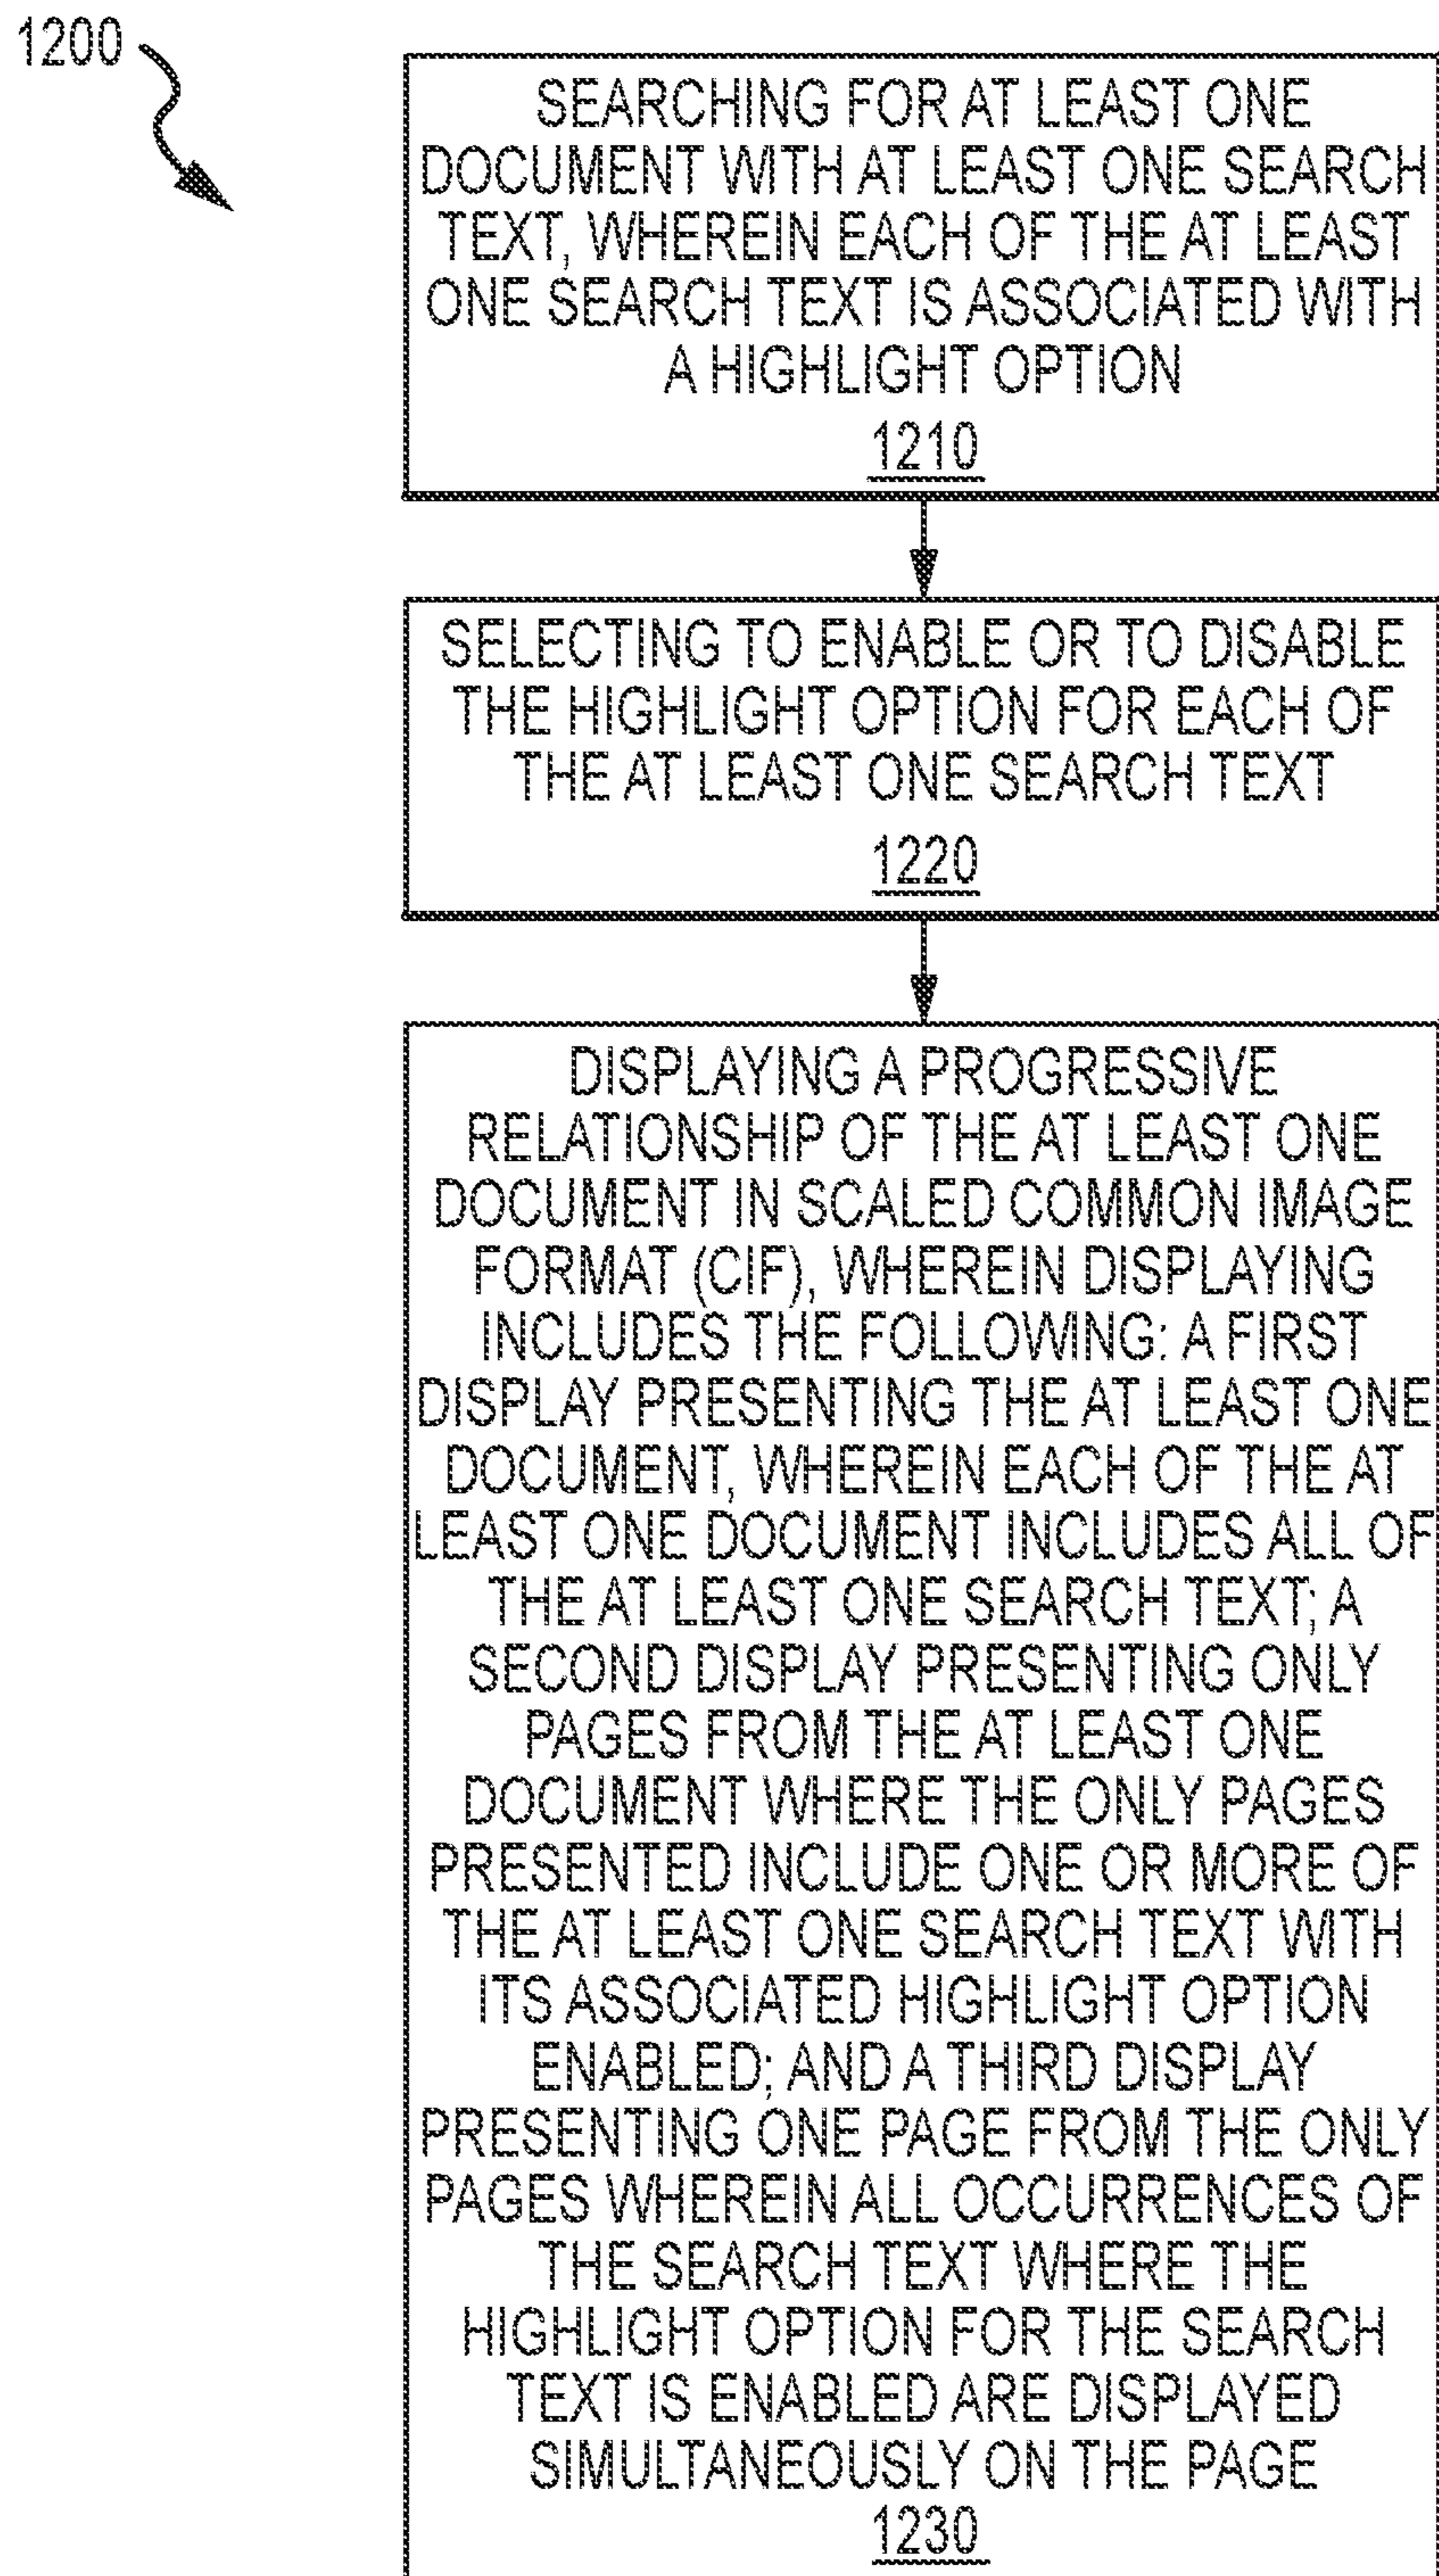 1200
SEARCHING FOR AT LEAST ONE
DOCUMENT WITH AT LEAST ONE SEARCH
TEXT, WHEREIN EACH OF THE AT LEAST
ONE SEARCH TEXT IS ASSOCIATED WITH
A HIGHLIGHT OPTION
1210
SELECTING TO ENABLE OR TO DISABLE
THE HIGHLIGHT OPTION FOR EACH OF
THE AT LEAST ONE SEARCH TEXT
1220
DISPLAYING A PROGRESSIVE
RELATIONSHIP OF THE AT LEAST ONE
DOCUMENT IN SCALED COMMON IMAGE
FORMAT (CIF), WHEREIN DISPLAYING
INCLUDES THE FOLLOWING: A FIRST
DISPLAY PRESENTING THE AT LEAST ONE
DOCUMENT, WHEREIN EACH OF THE AT
LEAST ONE DOCUMENT INCLUDES ALL OF
THE AT LEAST ONE SEARCH TEXT; A
SECOND DISPLAY PRESENTING ONLY
PAGES FROM THE AT LEAST ONE
DOCUMENT WHERE THE ONLY PAGES
PRESENTED INCLUDE ONE OR MORE OF
THE AT LEAST ONE SEARCH TEXT WITH
ITS ASSOCIATED HIGHLIGHT OPTION
ENABLED; AND A THIRD DISPLAY
PRESENTING ONE PAGE FROM THE ONLY
PAGES WHEREIN ALL OCCURRENCES OF
THE SEARCH TEXT WHERE THE
HIGHLIGHT OPTION FOR THE SEARCH
TEXT IS ENABLED ARE DISPLAYED
SIMULTANEOUSLY ON THE PAGE
1230